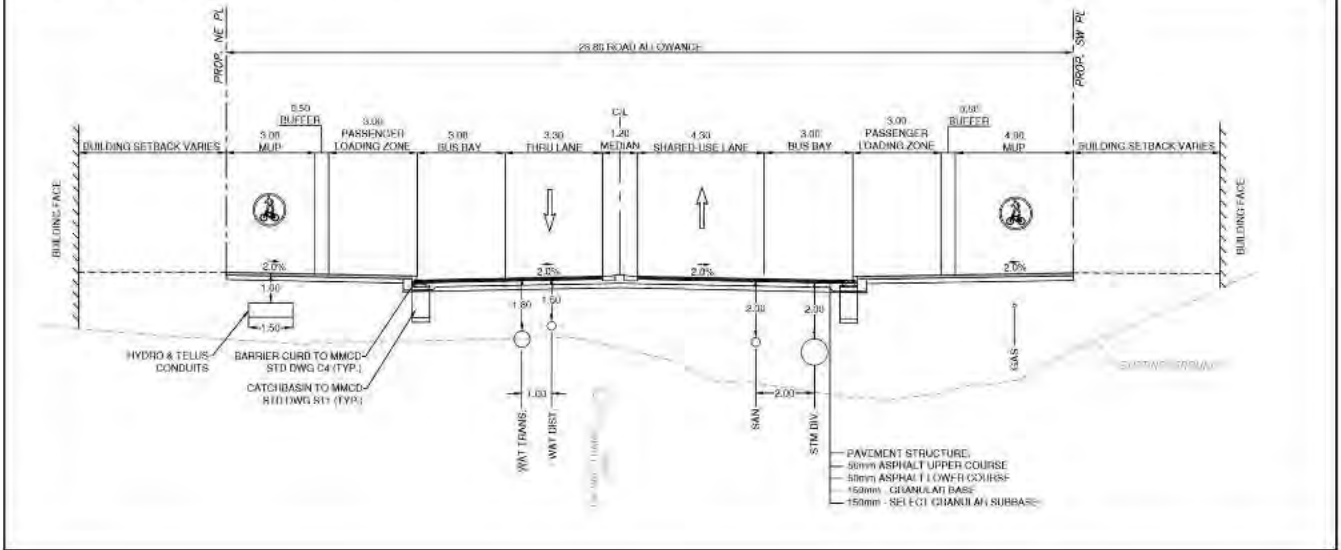 PROP. NE PL
PROP. SW PL
28.80 ROAD ALLOWANCE
C/L
0.50
BUFFER
3.00
MUP
3.00
PASSENGER
LOADING ZONE
3.00
BUS BAY
3.30
THRU LANE
1.20
MEDIAN
4.30
SHARED-USE LANE
3.00
BUS BAY
3.00
PASSENGER
LOADING ZONE
0.50
BUFFER
4.00
MUP
BUILDING SETBACK VARIES
BUILDING SETBACK VARIES
BUILDING FACE
BUILDING FACE
2.0%
2.0%
2.0%
2.0%
1.00
1.50
1.80
1.50
2.00
2.00
HYDRO & TELUS
CONDUITS
BARRIER CURB TO MMCD
STD DWG C4 (TYP.)
CATCHBASIN TO MMCD
STD DWG S11 (TYP.)
1.00
2.00
WAT TRANS.
WAT DIST.
SAN
STM DIV.
GAS
EXISTING GROUND
PAVEMENT STRUCTURE:
50mm ASPHALT UPPER COURSE
50mm ASPHALT LOWER COURSE
150mm - GRANULAR BASE
150mm - SELECT GRANULAR SUBBASE